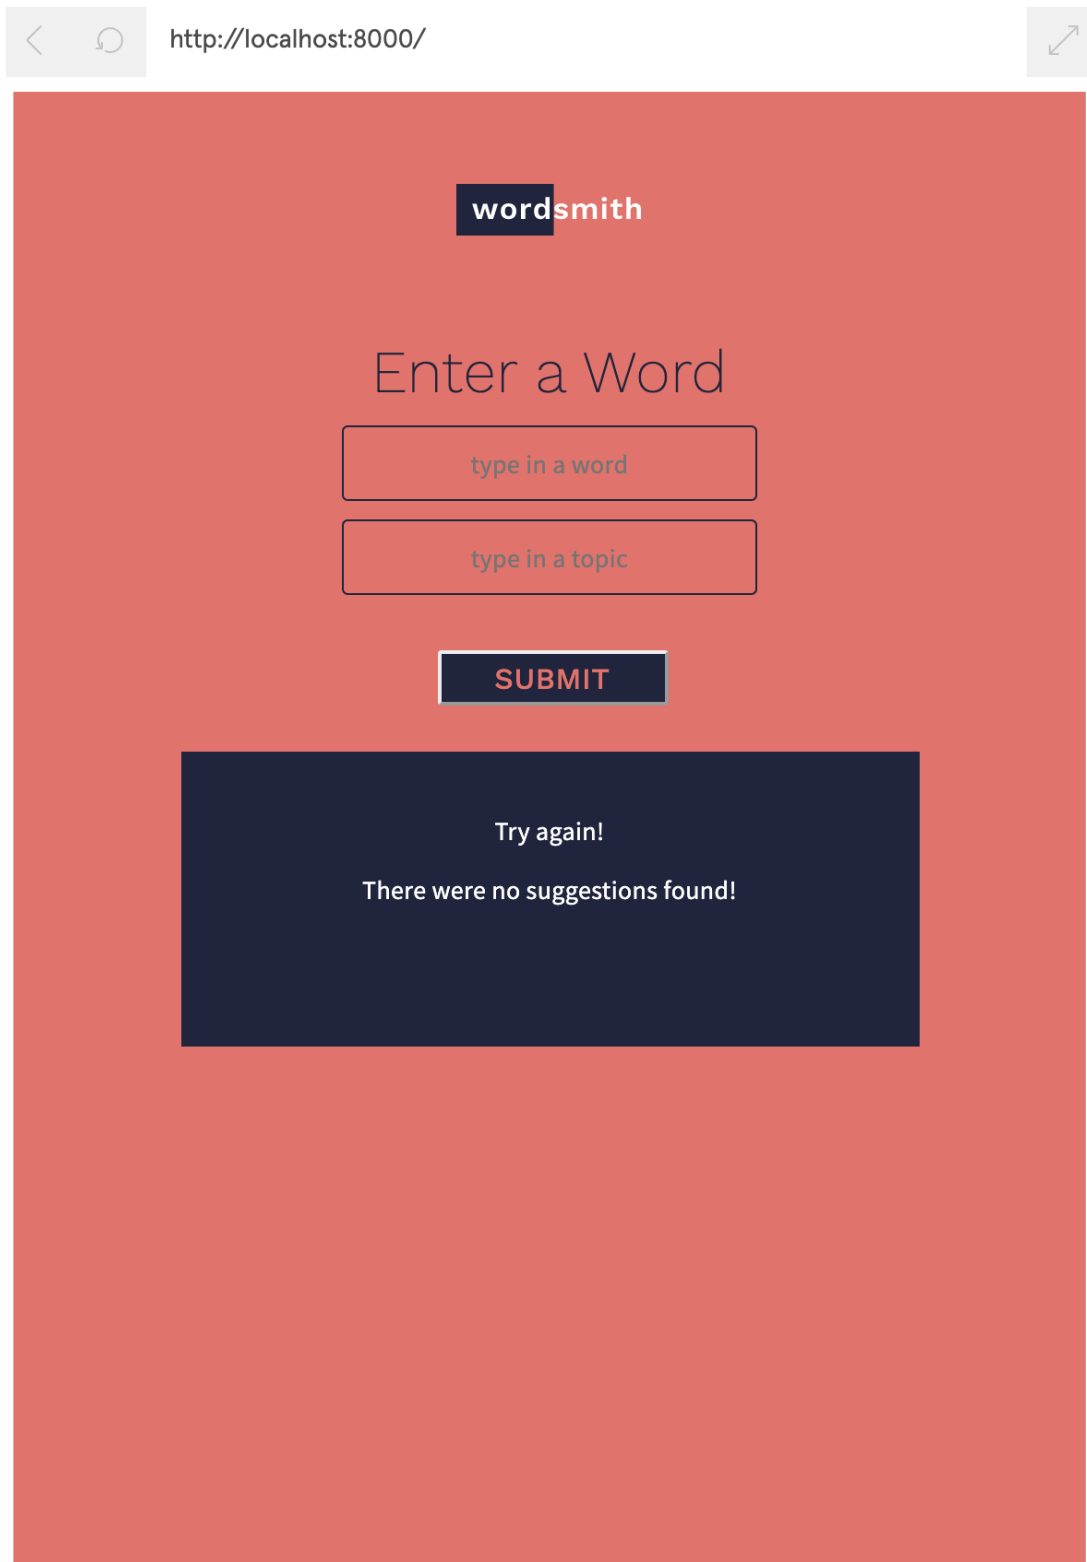 http://localhost:8000/
wordsmith
Enter a Word
type in a word
type in a topic
SUBMIT
Try again!
There were no suggestions found!